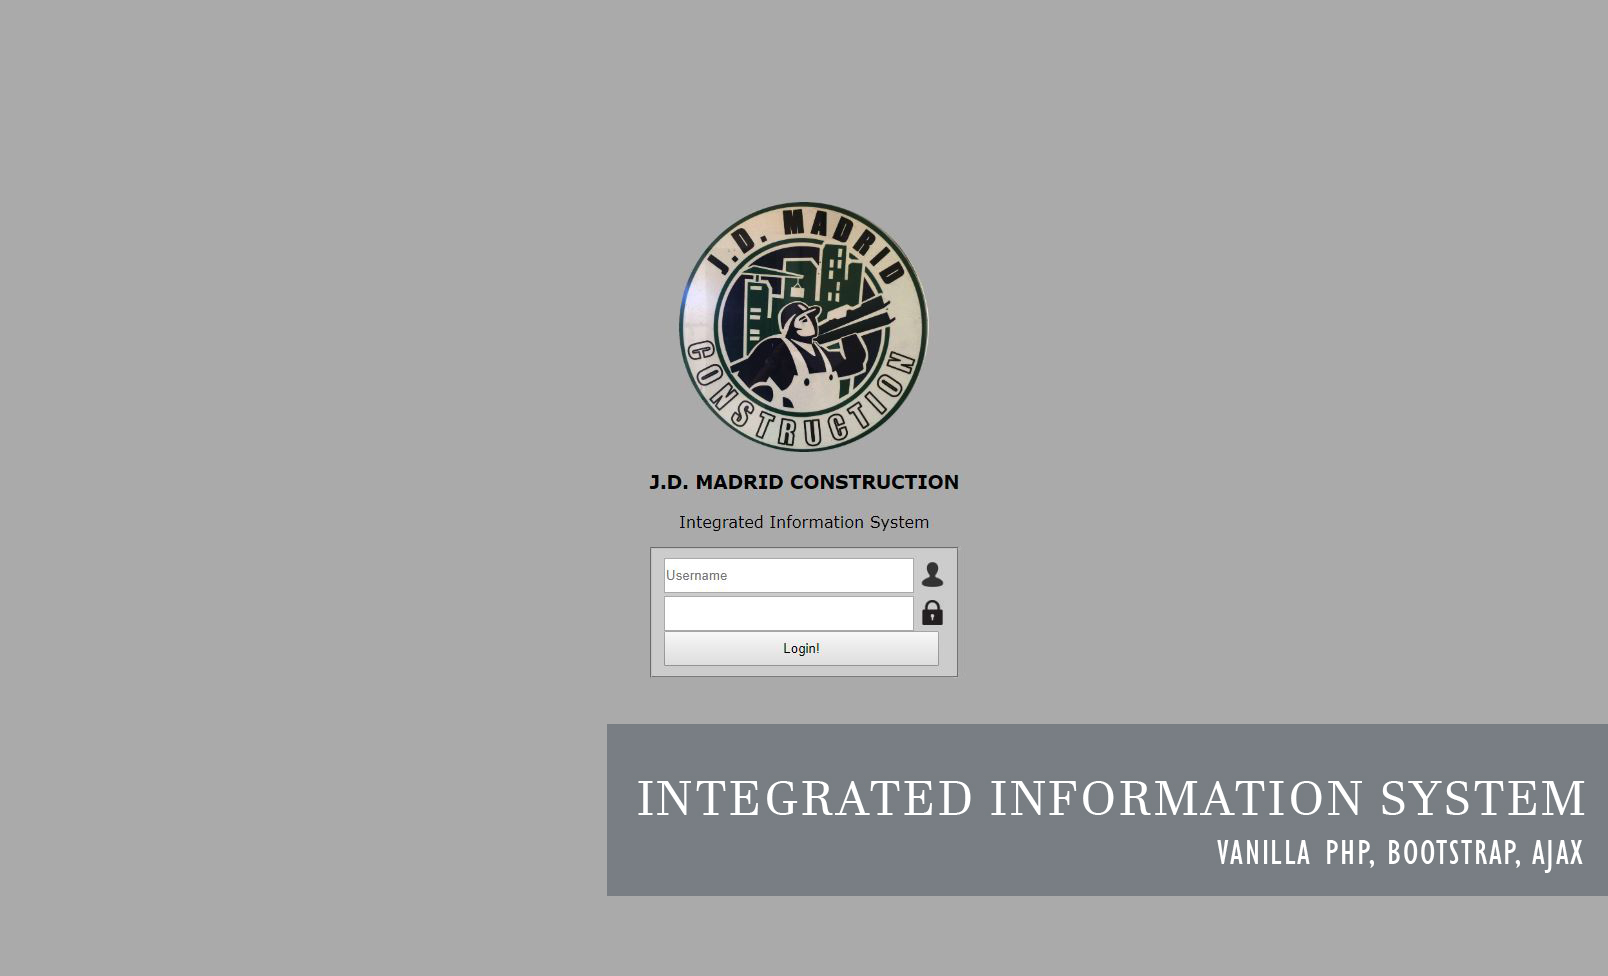 J.D. MADRID
CONSTRUCTION
J.D. MADRID CONSTRUCTION
Integrated Information System
Username
Login!
INTEGRATED INFORMATION SYSTEM
VANILLA PHP, BOOTSTRAP, AJAX